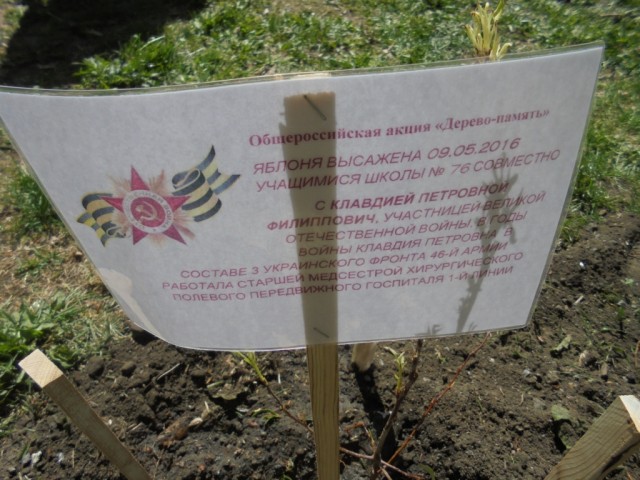 Общероссийская акция «Дерево-память»
ЯБЛОНЯ ВЫСАЖЕНА 09.05.2016
УЧАЩИМИСЯ ШКОЛЫ № 76 СОВМЕСТНО
С КЛАВДИЕЙ ПЕТРОВНОЙ
ФИЛИППОВИЧ, УЧАСТНИЦЕЙ ВЕЛИКОЙ
ОТЕЧЕСТВЕННОЙ ВОЙНЫ. В ГОДЫ
ВОЙНЫ КЛАВДИЯ ПЕТРОВНА В
СОСТАВЕ 3 УКРАИНСКОГО ФРОНТА 46-й АРМИИ
РАБОТАЛА СТАРШЕЙ МЕДСЕСТРОЙ ХИРУРГИЧЕСКОГО
ПОЛЕВОГО ПЕРЕДВИЖНОГО ГОСПИТАЛЯ 1-й ЛИНИИ